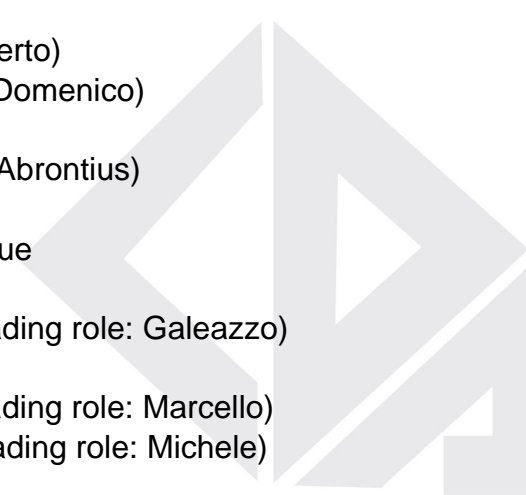 erto)
Domenico)
Abrontius)
ue
ading role: Galeazzo)
ading role: Marcello)
ading role: Michele)